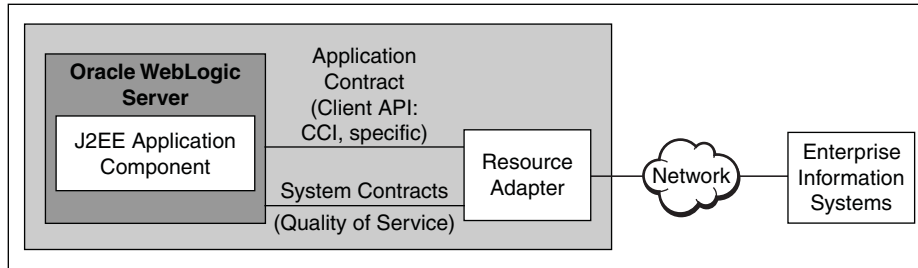 Oracle WebLogic
Server
J2EE Application
Component
Application
Contract
(Client API:
CCI, specific)
System Contracts
(Quality of Service)
Resource
Adapter
Network
Enterprise
Information
Systems